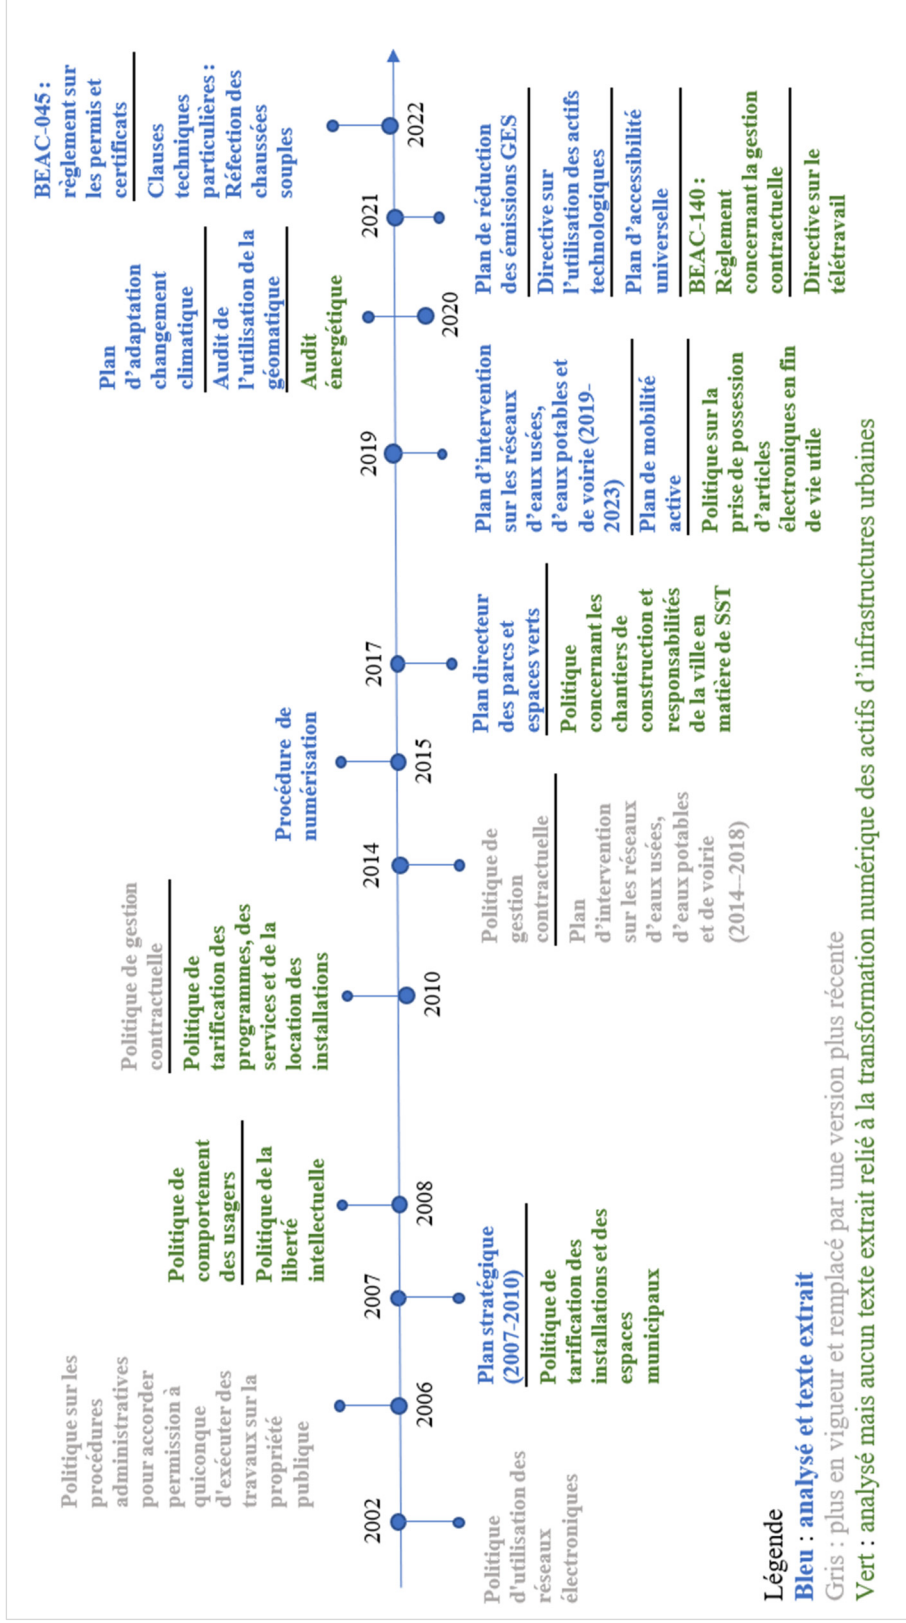 Politique sur les
procédures
administratives
pour accorder
permission à
quiconque
d'exécuter des
travaux sur la
propriété
publique
Politique de
comportement
des usagers
Politique de la
liberté
intellectuelle
Politique de gestion
contractuelle
Politique de
tarification des
programmes, des
services et de la
location des
installations
Procédure de
numérisation
Plan
d'adaptation
changement
climatique
Audit de
l'utilisation de la
géomatique
Audit
énergétique
BEAC-045 :
règlement sur
les permis et
certificats
Clauses
techniques
particulières :
Réfection des
chaussées
souples
2002
2006
2007
2008
2010
2014
2015
2017
2019
2020
2021
2022
Politique
d'utilisation des
réseaux
électroniques
Plan stratégique
(2007-2010)
Politique de
tarification des
installations et des
espaces
municipaux
Politique de
gestion
contractuelle
Plan
d'intervention
sur les réseaux
d'eaux usées,
d'eaux potables
et de voirie
(2014--2018)
Plan directeur
des parcs et
espaces verts
Politique
concernant les
chantiers de
construction et
responsabilités
de la ville en
matière de SST
Plan d'intervention
sur les réseaux
d'eaux usées,
d'eaux potables et
de voirie (2019-
2023)
Plan de mobilité
active
Politique sur la
prise de possession
d'articles
électroniques en fin
de vie utile
Plan de réduction
des émissions GES
Directive sur
l'utilisation des actifs
technologiques
Plan d'accessibilité
universelle
BEAC-140 :
Règlement
concernant la gestion
contractuelle
Directive sur le
télétravail
Légende
Bleu : analysé et texte extrait
Gris : plus en vigueur et remplacé par une version plus récente
Vert : analysé mais aucun texte extrait relié à la transformation numérique des actifs d'infrastructures urbaines